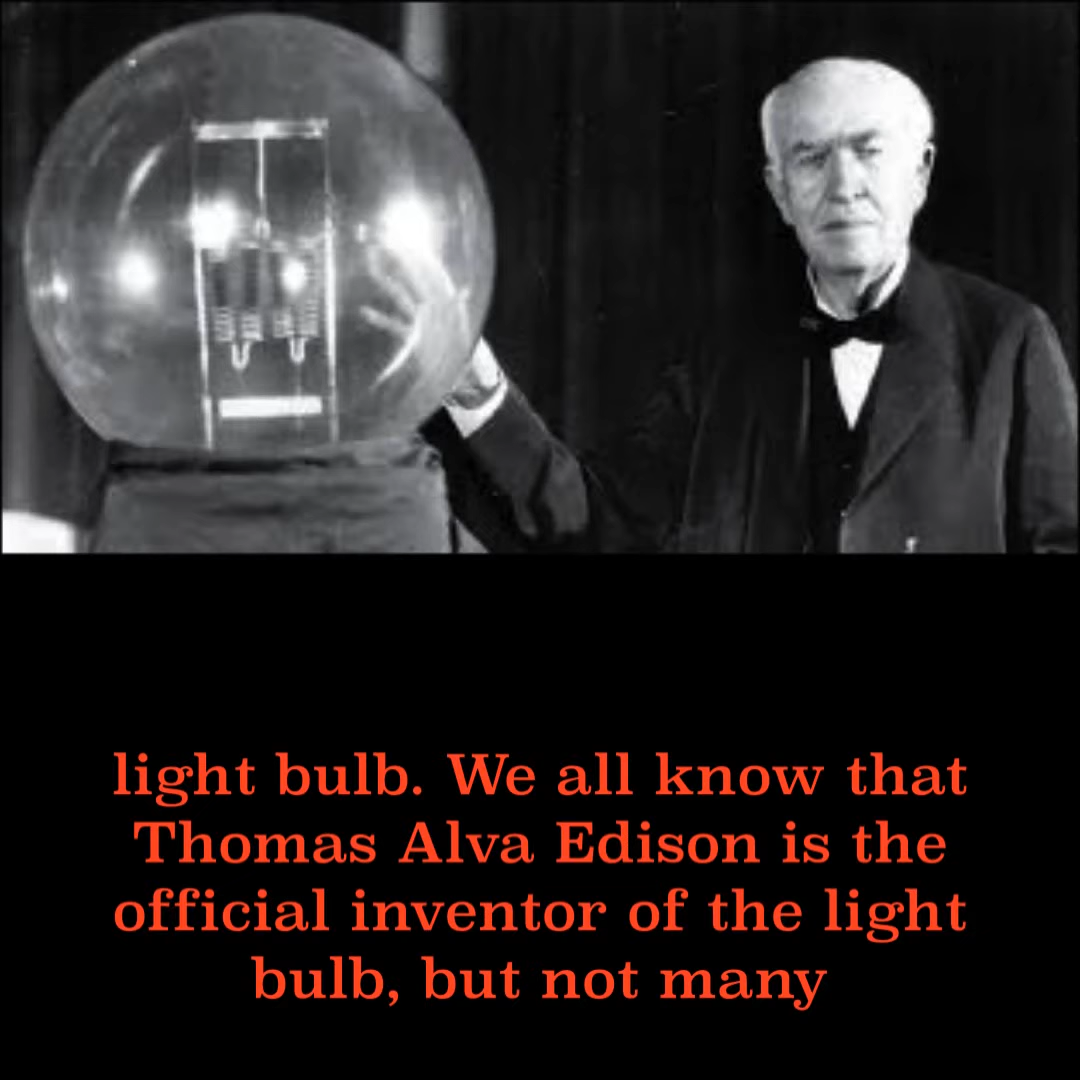 light bulb. We all know that
Thomas Alva Edison is the
official inventor of the light
bulb, but not many